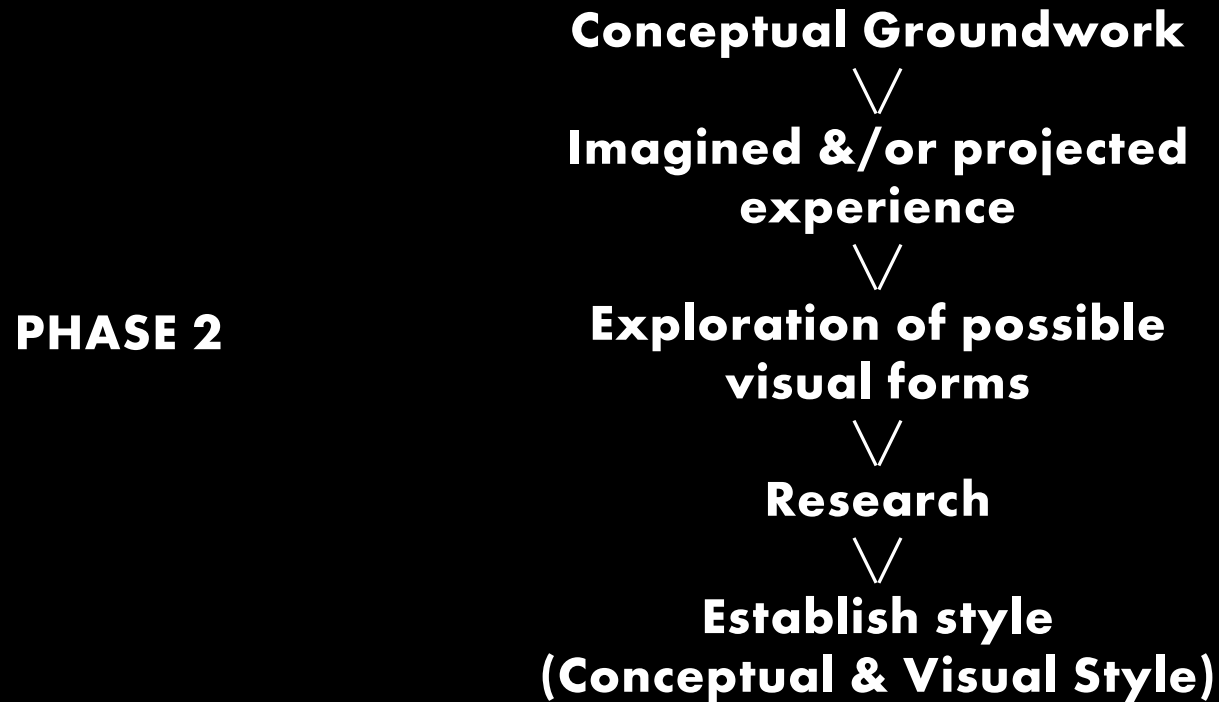 Conceptual Groundwork
Imagined &/or projected
experience
PHASE 2
Exploration of possible
visual forms
Research
Establish style
(Conceptual & Visual Style)